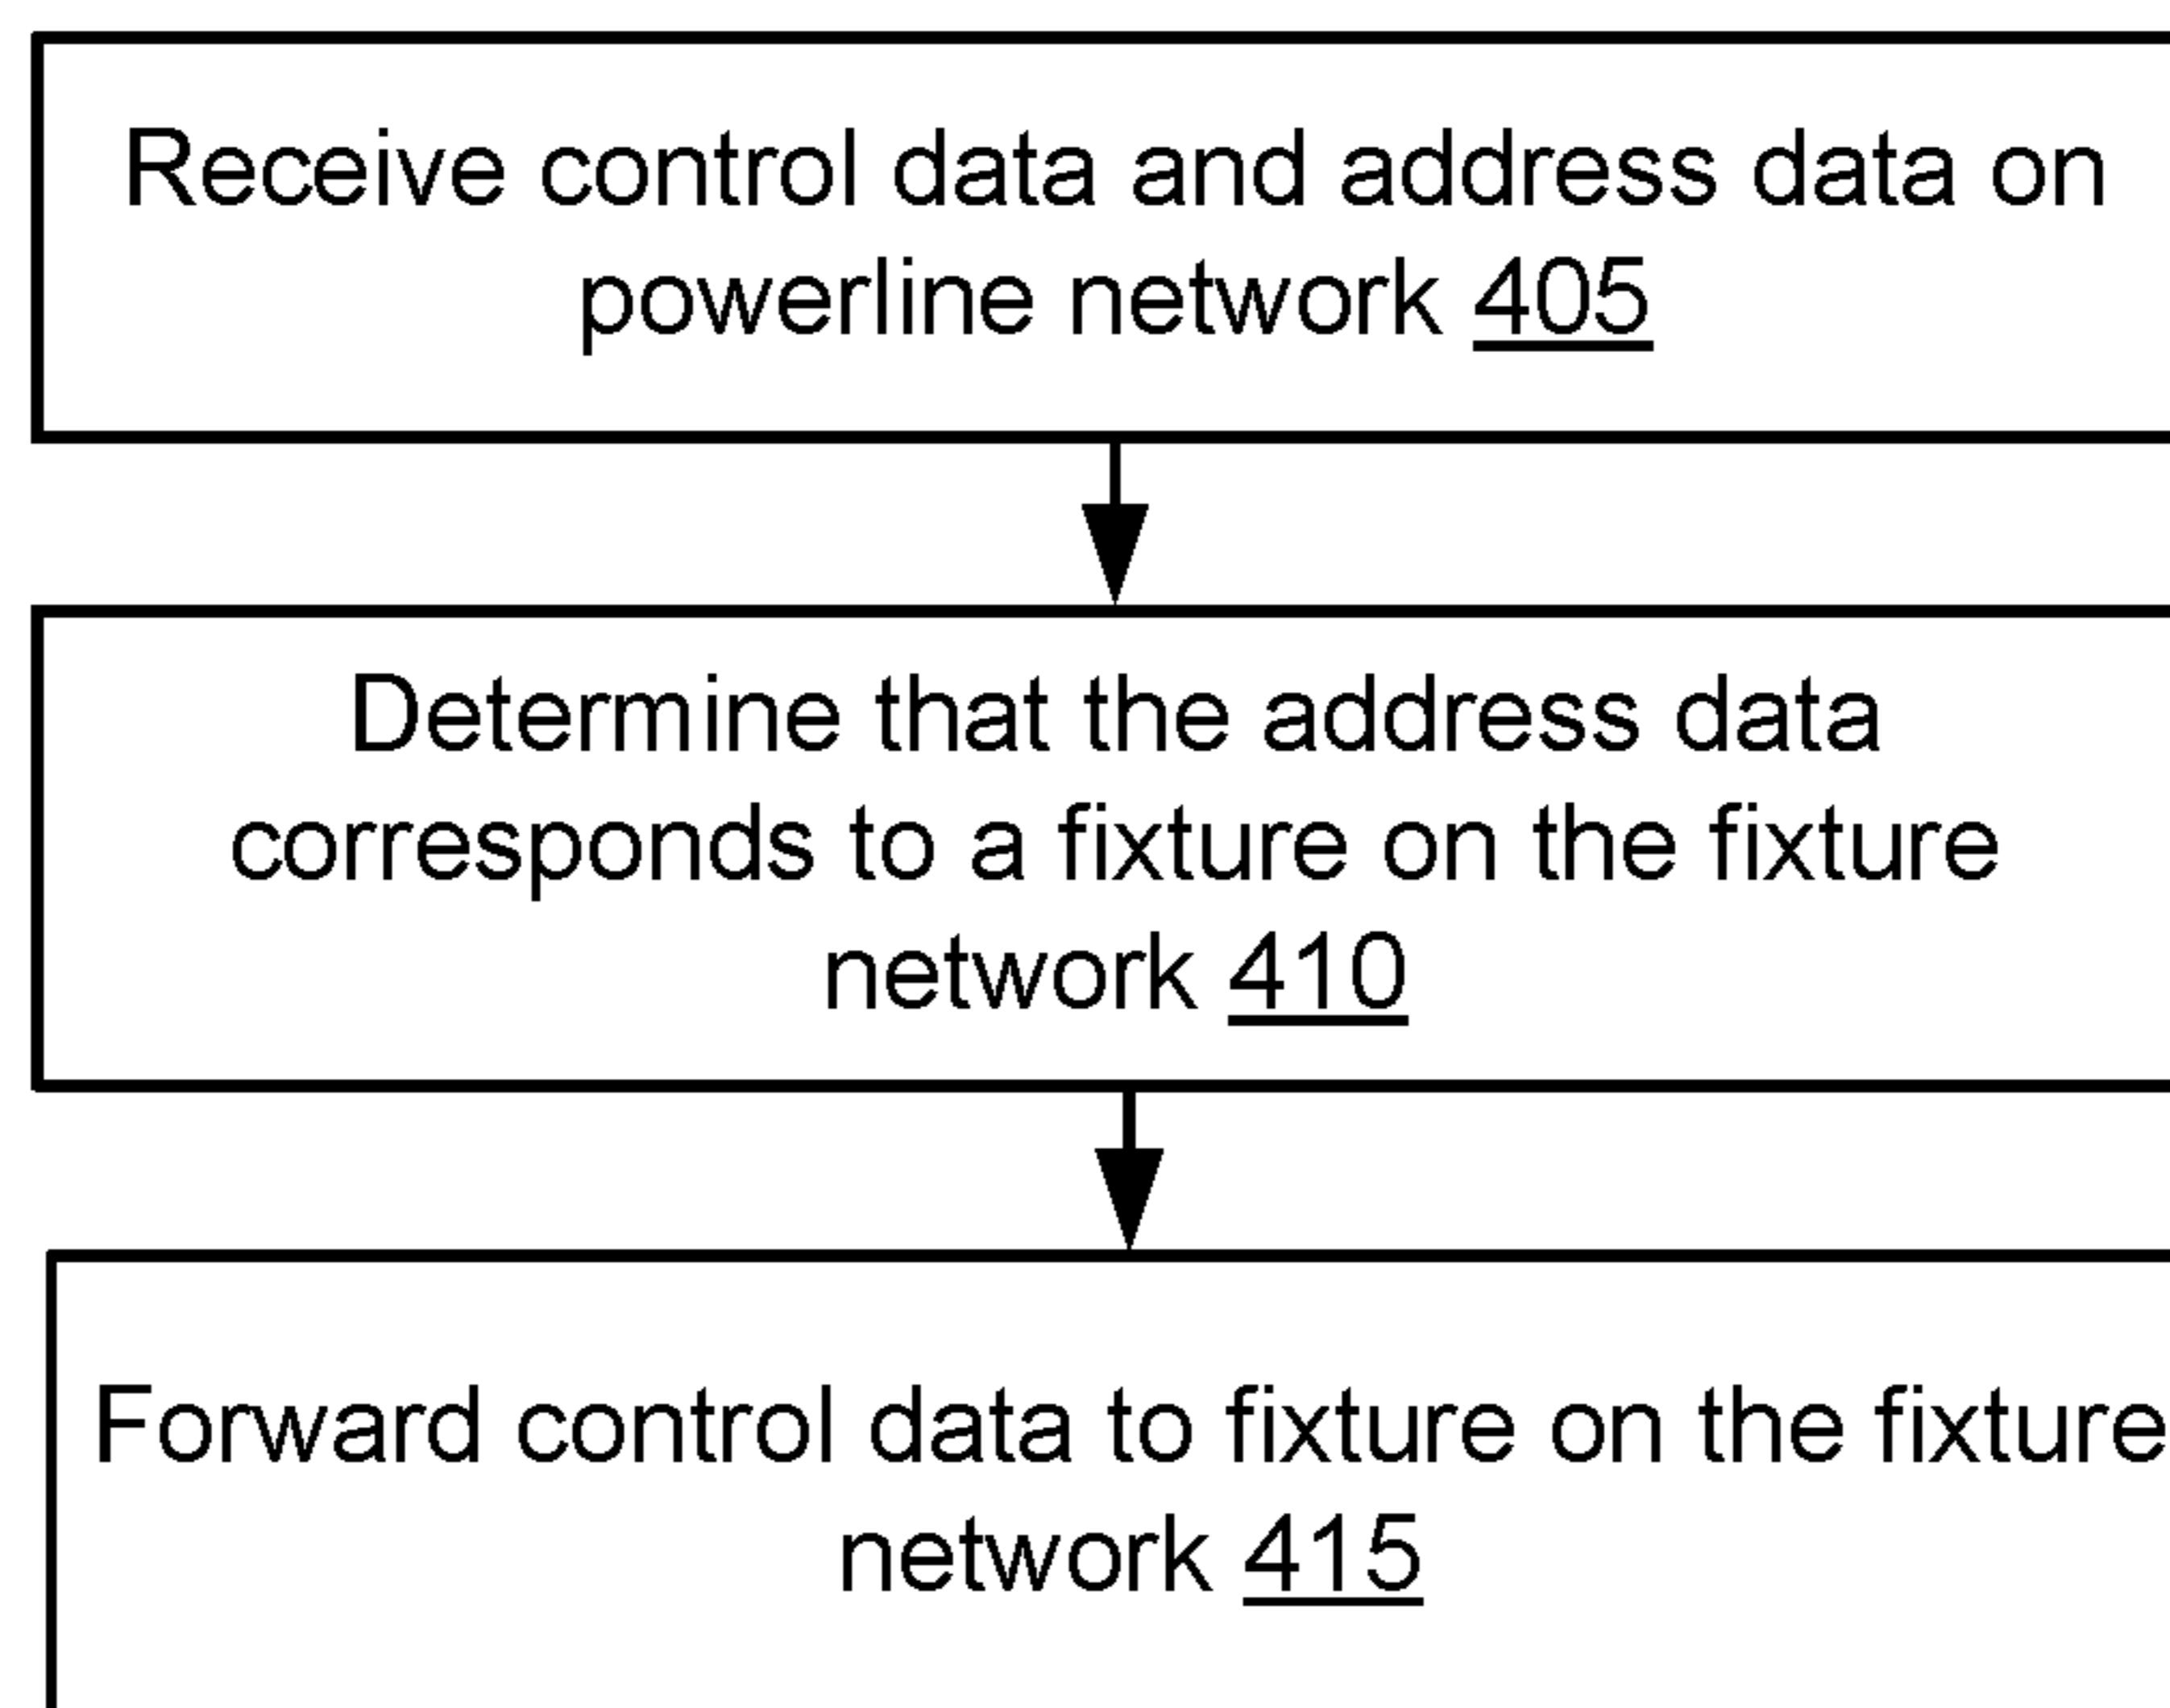 Receive control data and address data on
powerline network 405
Determine that the address data
corresponds to a fixture on the fixture
network 410
Forward control data to fixture on the fixture
network 415